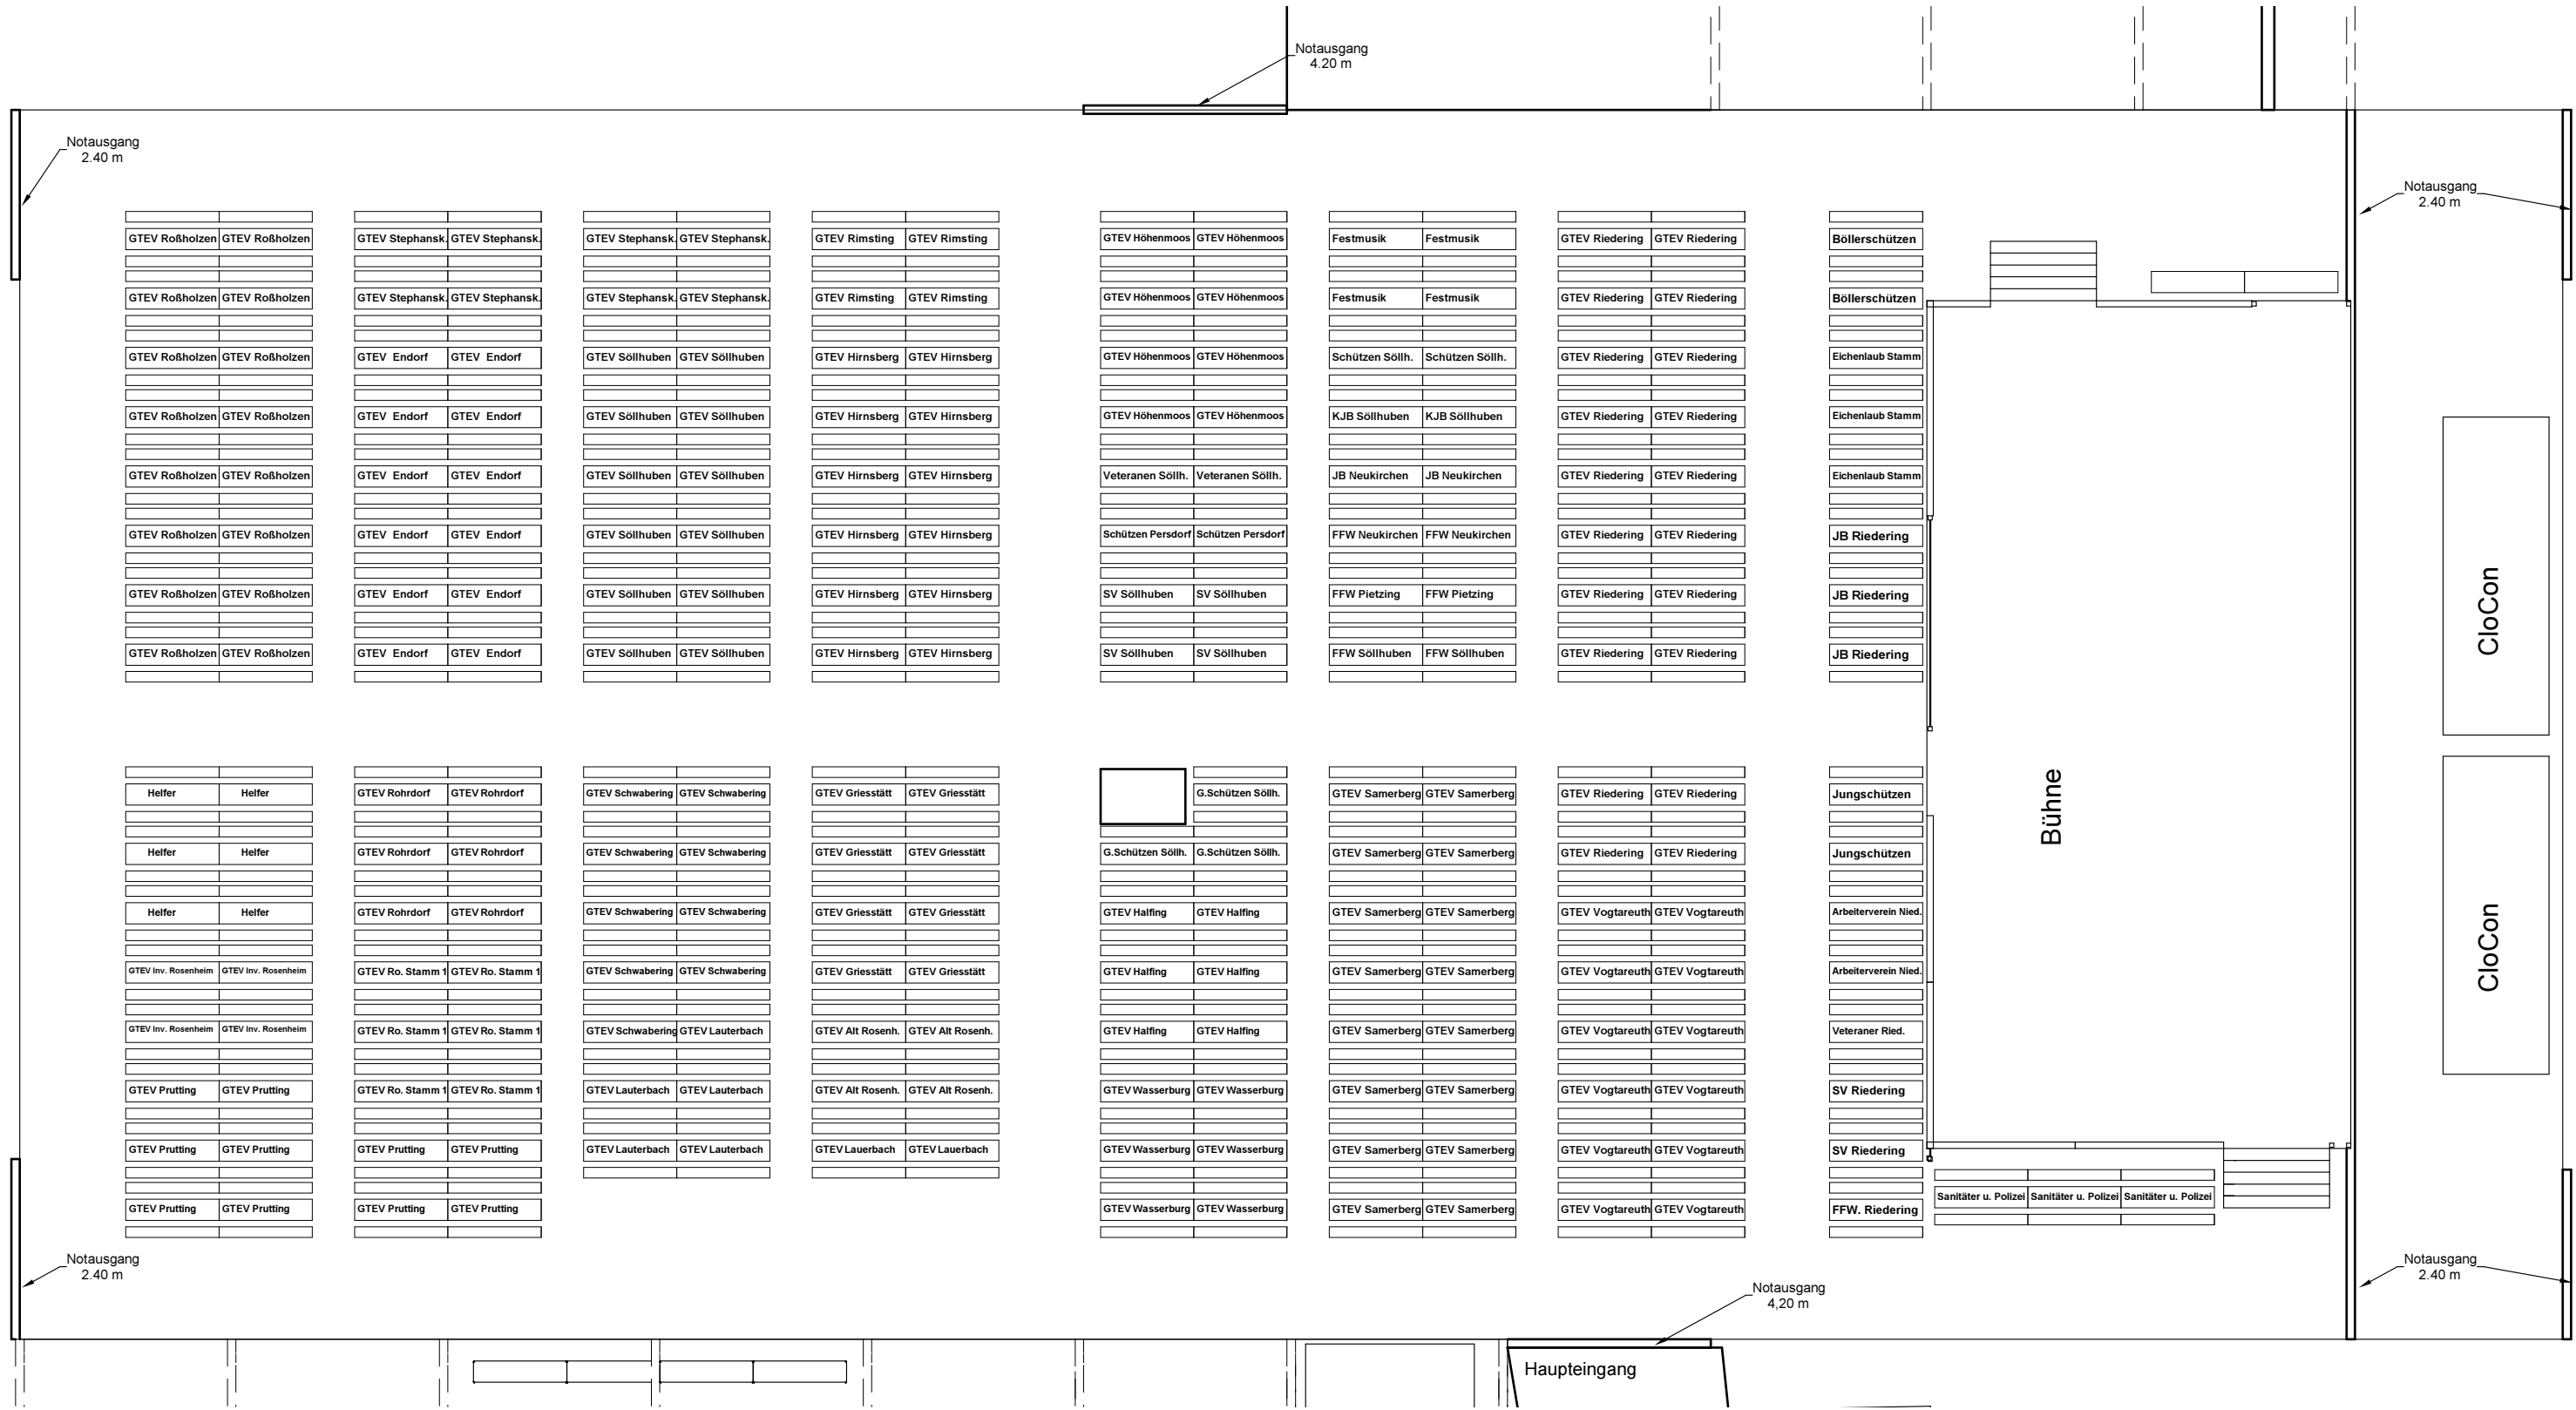 Notausgang
4.20 m
Notausgang
2.40 m
Notausgang
2.40 m
GTEV Roßholzen GTEV Roßholzen GTEV Stephansk. GTEV Stephansk. GTEV Stephansk. GTEV Stephansk. GTEV Rimsting GTEV Rimsting GTEV Höhenmoos GTEV Höhenmoos Festmusik Festmusik GTEV Riedering GTEV Riedering Böllerschützen
GTEV Roßholzen GTEV Roßholzen GTEV Stephansk. GTEV Stephansk. GTEV Stephansk. GTEV Stephansk. GTEV Rimsting GTEV Rimsting GTEV Höhenmoos GTEV Höhenmoos Festmusik Festmusik GTEV Riedering GTEV Riedering Böllerschützen
GTEV Roßholzen GTEV Roßholzen GTEV Endorf GTEV Endorf GTEV Söllhuben GTEV Söllhuben GTEV Hirnsberg GTEV Hirnsberg GTEV Höhenmoos GTEV Höhenmoos Schützen Söllh. Schützen Söllh. GTEV Riedering GTEV Riedering Eichenlaub Stamm
GTEV Roßholzen GTEV Roßholzen GTEV Endorf GTEV Endorf GTEV Söllhuben GTEV Söllhuben GTEV Hirnsberg GTEV Hirnsberg GTEV Höhenmoos GTEV Höhenmoos KJB Söllhuben KJB Söllhuben GTEV Riedering GTEV Riedering Eichenlaub Stamm
GTEV Roßholzen GTEV Roßholzen GTEV Endorf GTEV Endorf GTEV Söllhuben GTEV Söllhuben GTEV Hirnsberg GTEV Hirnsberg Veteranen Söllh. Veteranen Söllh. JB Neukirchen JB Neukirchen GTEV Riedering GTEV Riedering Eichenlaub Stamm
GTEV Roßholzen GTEV Roßholzen GTEV Endorf GTEV Endorf GTEV Söllhuben GTEV Söllhuben GTEV Hirnsberg GTEV Hirnsberg Schützen Persdorf Schützen Persdorf FFW Neukirchen FFW Neukirchen GTEV Riedering GTEV Riedering JB Riedering
GTEV Roßholzen GTEV Roßholzen GTEV Endorf GTEV Endorf GTEV Söllhuben GTEV Söllhuben GTEV Hirnsberg GTEV Hirnsberg SV Söllhuben SV Söllhuben FFW Pietzing FFW Pietzing GTEV Riedering GTEV Riedering JB Riedering
GTEV Roßholzen GTEV Roßholzen GTEV Endorf GTEV Endorf GTEV Söllhuben GTEV Söllhuben GTEV Hirnsberg GTEV Hirnsberg SV Söllhuben SV Söllhuben FFW Söllhuben FFW Söllhuben GTEV Riedering GTEV Riedering JB Riedering
CloCon
Helfer Helfer GTEV Rohrdorf GTEV Rohrdorf GTEV Schwabering GTEV Schwabering GTEV Griesstätt GTEV Griesstätt G.Schützen Söllh. GTEV Samerberg GTEV Samerberg GTEV Riedering GTEV Riedering Jungschützen
Bühne
Helfer Helfer GTEV Rohrdorf GTEV Rohrdorf GTEV Schwabering GTEV Schwabering GTEV Griesstätt GTEV Griesstätt G.Schützen Söllh. G.Schützen Söllh. GTEV Samerberg GTEV Samerberg GTEV Riedering GTEV Riedering Jungschützen
Helfer Helfer GTEV Rohrdorf GTEV Rohrdorf GTEV Schwabering GTEV Schwabering GTEV Griesstätt GTEV Griesstätt GTEV Halfing GTEV Halfing GTEV Samerberg GTEV Samerberg GTEV Vogtareuth GTEV Vogtareuth Arbeiterverein Nied.
CloCon
GTEV Inv. Rosenheim GTEV Inv. Rosenheim GTEV Ro. Stamm 1 GTEV Ro. Stamm 1 GTEV Schwabering GTEV Schwabering GTEV Griesstätt GTEV Griesstätt GTEV Halfing GTEV Halfing GTEV Samerberg GTEV Samerberg GTEV Vogtareuth GTEV Vogtareuth Arbeiterverein Nied.
GTEV Inv. Rosenheim GTEV Inv. Rosenheim GTEV Ro. Stamm 1 GTEV Ro. Stamm 1 GTEV Schwabering GTEV Lauterbach GTEV Alt Rosenh. GTEV Alt Rosenh. GTEV Halfing GTEV Halfing GTEV Samerberg GTEV Samerberg GTEV Vogtareuth GTEV Vogtareuth Veteraner Ried.
GTEV Prutting GTEV Prutting GTEV Ro. Stamm 1 GTEV Ro. Stamm 1 GTEV Lauterbach GTEV Lauterbach GTEV Alt Rosenh. GTEV Alt Rosenh. GTEV Wasserburg GTEV Wasserburg GTEV Samerberg GTEV Samerberg GTEV Vogtareuth GTEV Vogtareuth SV Riedering
GTEV Prutting GTEV Prutting GTEV Prutting GTEV Prutting GTEV Lauterbach GTEV Lauterbach GTEV Lauerbach GTEV Lauerbach GTEV Wasserburg GTEV Wasserburg GTEV Samerberg GTEV Samerberg GTEV Vogtareuth GTEV Vogtareuth SV Riedering
Sanitäter u. Polizei Sanitäter u. Polizei Sanitäter u. Polizei
GTEV Prutting GTEV Prutting GTEV Prutting GTEV Prutting GTEV Wasserburg GTEV Wasserburg GTEV Samerberg GTEV Samerberg GTEV Vogtareuth GTEV Vogtareuth FFW. Riedering
Notausgang
2.40 m
Notausgang
2.40 m
Notausgang
4,20 m
Haupteingang